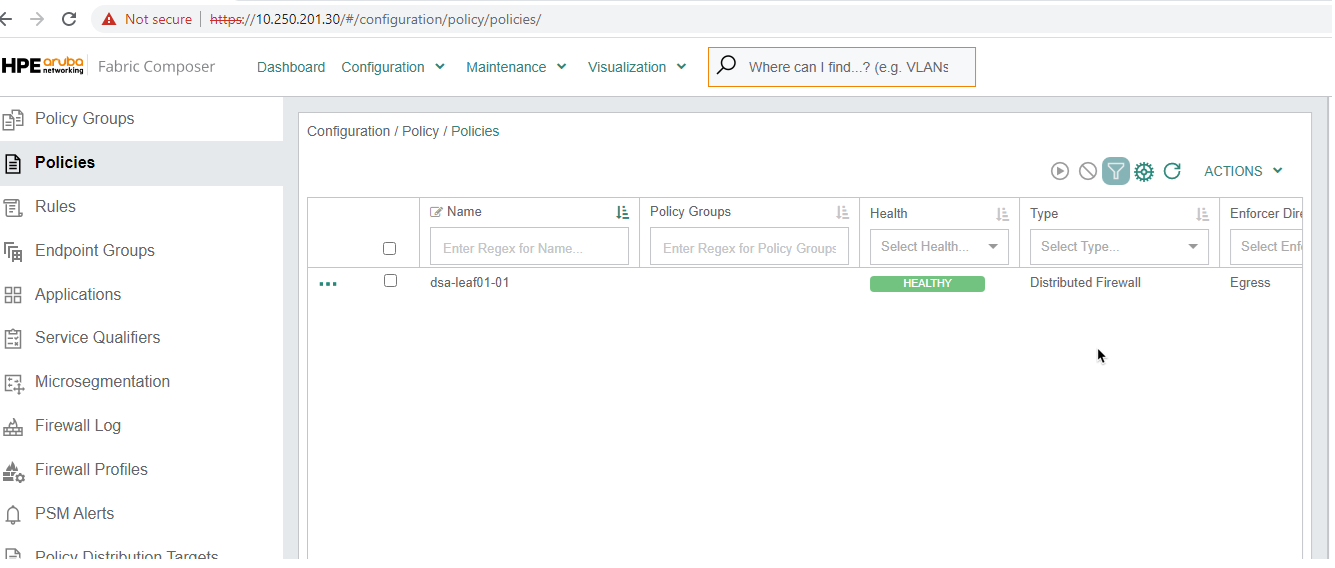 Not secure | https://10.250.201.30/#/configuration/policy/policies/
HPE aruba networking Fabric Composer Dashboard Configuration Maintenance Visualization Where can I find...? (e.g. VLANs
Policy Groups
Policies
Rules
Endpoint Groups
Applications
Service Qualifiers
Microsegmentation
Firewall Log
Firewall Profiles
PSM Alerts
Policy Distribution Targets
Configuration / Policy / Policies
ACTIONS
Name Policy Groups Health Type Enforcer Dire
Enter Regex for Name... Enter Regex for Policy Groups Select Health... Select Type... Select Enfo
dsa-leaf01-01 HEALTHY Distributed Firewall Egress